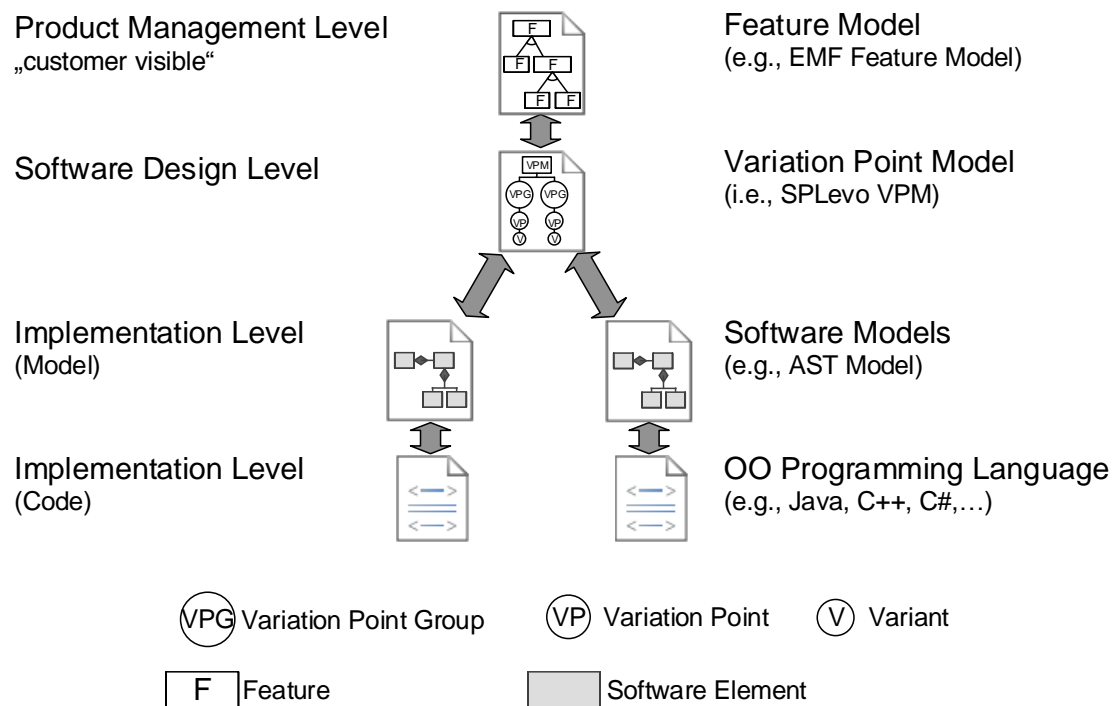 Product Management Level
„customer visible“
F
F F
F F
Feature Model
(e.g., EMF Feature Model)
Software Design Level
VPM
VPG VPG
VP VP
V V
Variation Point Model
(i.e., SPLevo VPM)
Implementation Level
(Model)
Software Models
(e.g., AST Model)
Implementation Level
(Code)
OO Programming Language
(e.g., Java, C++, C#,…)
VPG Variation Point Group
VP Variation Point
V Variant
F Feature
Software Element